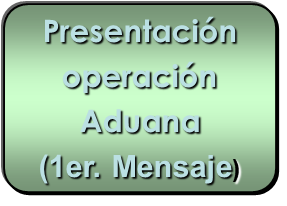 Presentación
operación
Aduana
(1er. Mensaje)